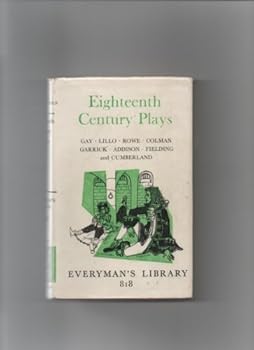 Eighteenth
Century Plays
GAY · LILLO · ROWE · COLMAN
GARRICK · ADDISON · FIELDING
and CUMBERLAND
EVERYMAN'S LIBRARY
818